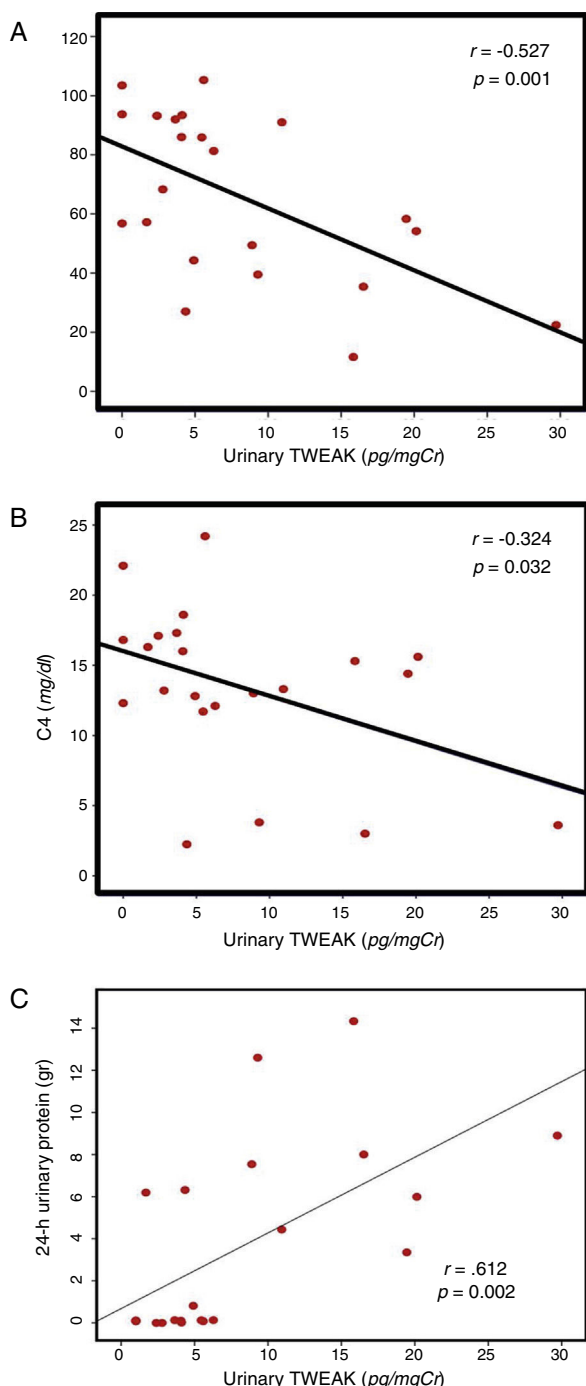 A
120
100
80
60
40
20
0
r = -0.527
p = 0.001
0 5 10 15 20 25 30
Urinary TWEAK (pg/mgCr)
B
25
20
15
10
5
0
C4 (mg/dl)
r = -0.324
p = 0.032
0 5 10 15 20 25 30
Urinary TWEAK (pg/mgCr)
C
14
12
10
8
6
4
2
0
24-h urinary protein (gr)
r = .612
p = 0.002
0 5 10 15 20 25 30
Urinary TWEAK (pg/mgCr)